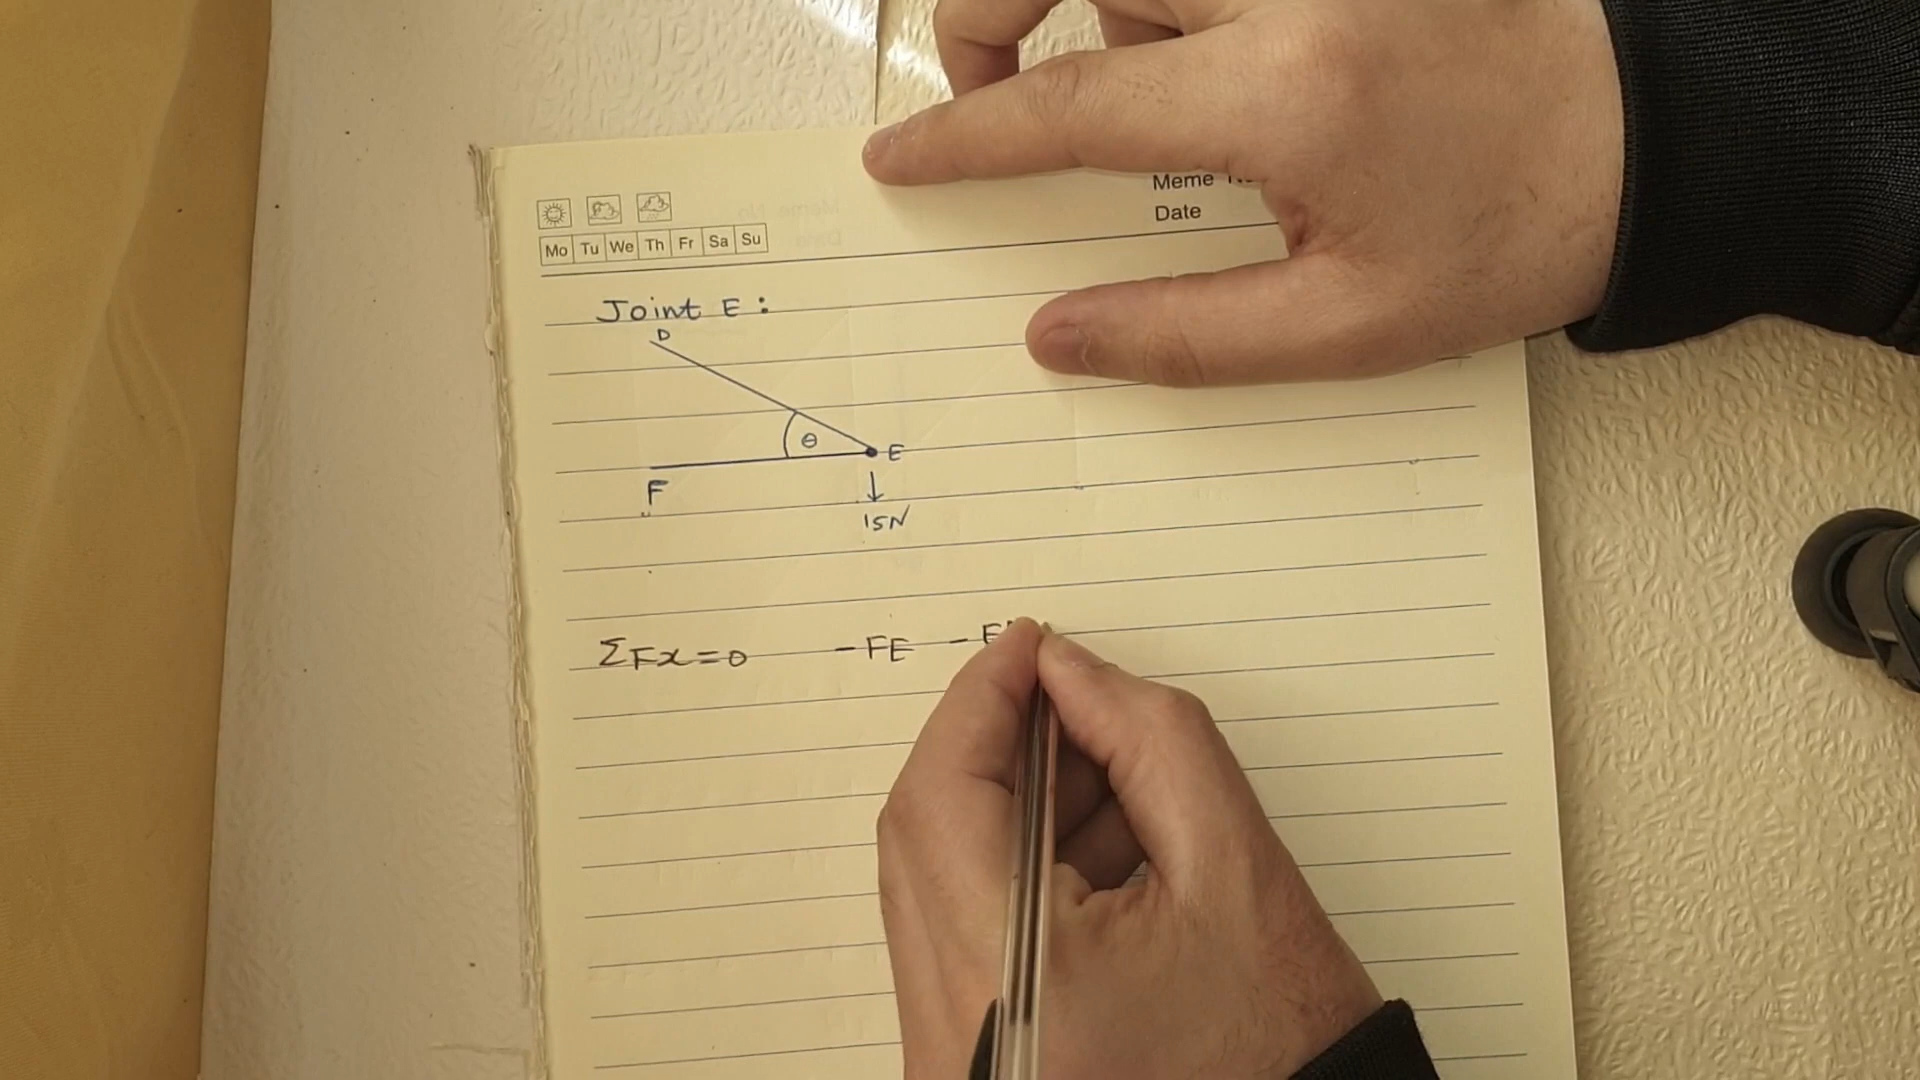 Meme
Date
Mo Tu We Th Fr Sa Su
Joint E :
D
θ
E
F
15N
ΣFx=0 -FE -E